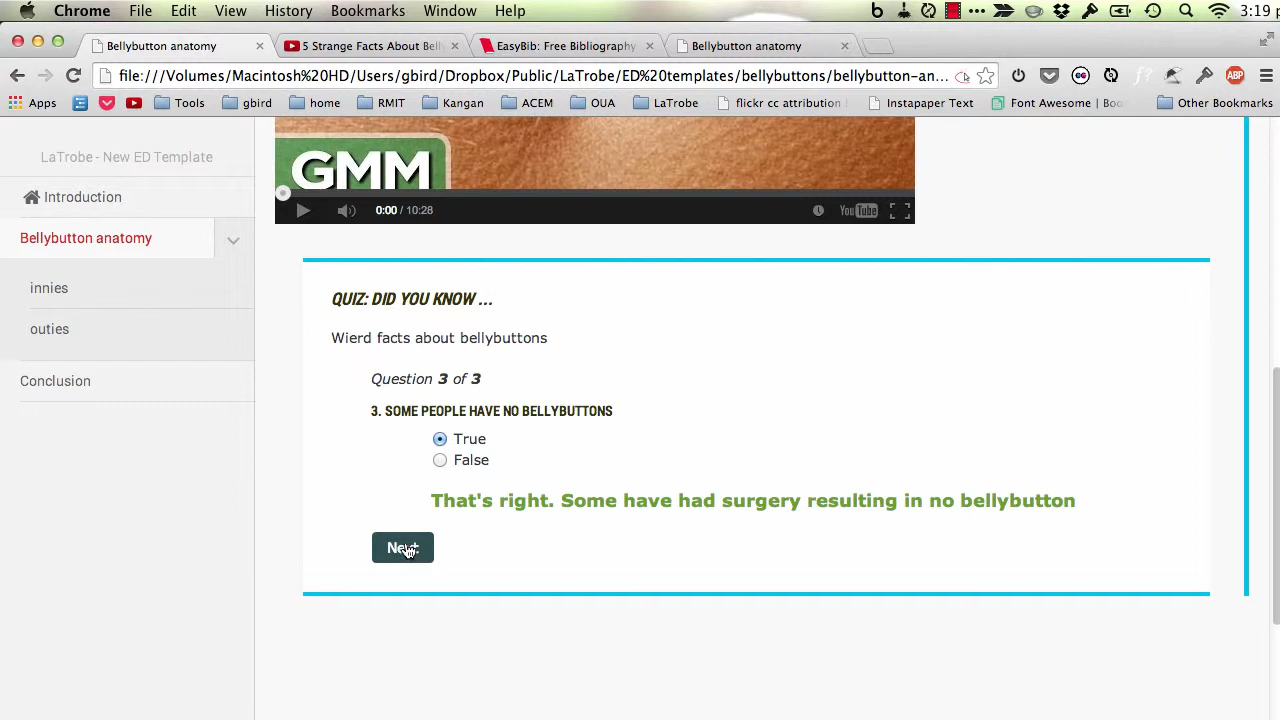 Chrome File Edit View History Bookmarks Window Help 3:19 p
Bellybutton anatomy 5 Strange Facts About Bell EasyBib: Free Bibliography Bellybutton anatomy
file:///Volumes/Macintosh%20HD/Users/gbird/Dropbox/Public/LaTrobe/ED%20templates/bellybuttons/bellybutton-an... ABP
Apps Tools gbird home RMIT Kangan ACEM OUA LaTrobe flickr cc attribution Instapaper Text Font Awesome | Boo Other Bookmarks
LaTrobe - New ED Template
Introduction
Bellybutton anatomy
innies
outies
Conclusion
GMM
0:00 / 10:28 YouTube
QUIZ: DID YOU KNOW ...
Wierd facts about bellybuttons
Question 3 of 3
3. SOME PEOPLE HAVE NO BELLYBUTTONS
True
False
That's right. Some have had surgery resulting in no bellybutton
Next